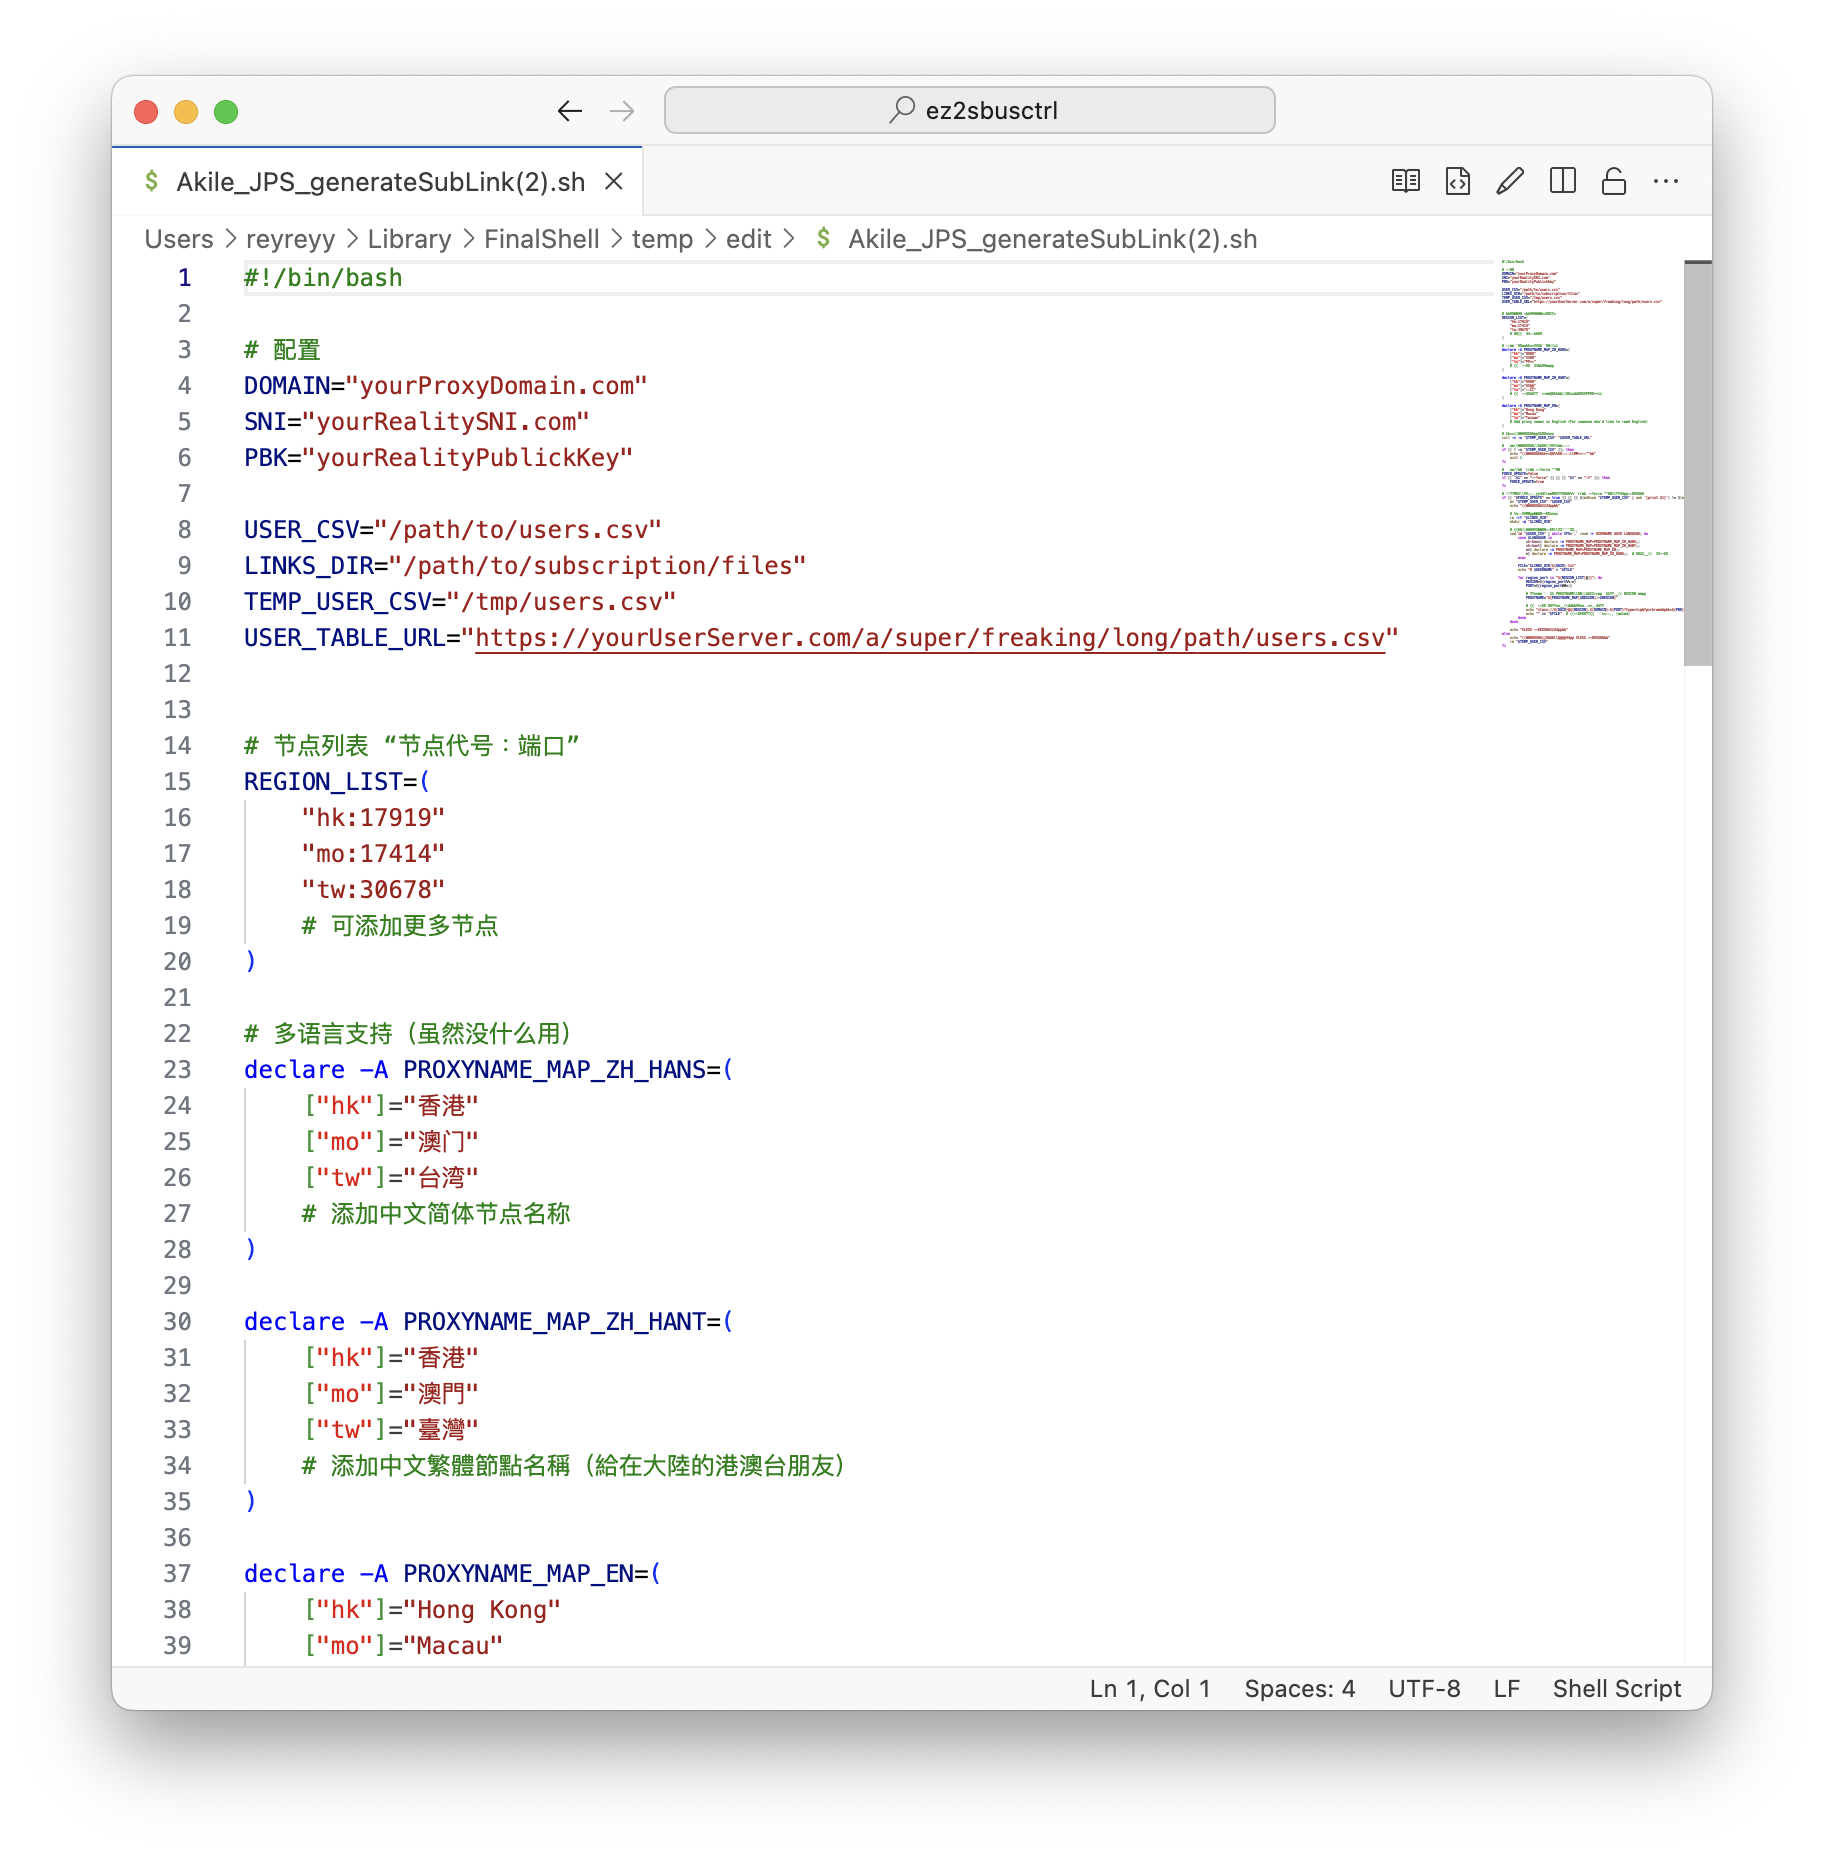 ez2sbusctrl
$ Akile_JPS_generateSubLink(2).sh
Users > reyreyy > Library > FinalShell > temp > edit > $ Akile_JPS_generateSubLink(2).sh
1 #!/bin/bash
2
3 # 配置
4 DOMAIN="yourProxyDomain.com"
5 SNI="yourRealitySNI.com"
6 PBK="yourRealityPublickKey"
7
8 USER_CSV="/path/to/users.csv"
9 LINKS_DIR="/path/to/subscription/files"
10 TEMP_USER_CSV="/tmp/users.csv"
11 USER_TABLE_URL="https://yourUserServer.com/a/super/freaking/long/path/users.csv"
12
13
14 # 节点列表 “节点代号：端口”
15 REGION_LIST=(
16     "hk:17919"
17     "mo:17414"
18     "tw:30678"
19     # 可添加更多节点
20 )
21
22 # 多语言支持（虽然没什么用）
23 declare -A PROXYNAME_MAP_ZH_HANS=(
24     ["hk"]="香港"
25     ["mo"]="澳门"
26     ["tw"]="台湾"
27     # 添加中文简体节点名称
28 )
29
30 declare -A PROXYNAME_MAP_ZH_HANT=(
31     ["hk"]="香港"
32     ["mo"]="澳門"
33     ["tw"]="臺灣"
34     # 添加中文繁體節點名稱（給在大陸的港澳台朋友）
35 )
36
37 declare -A PROXYNAME_MAP_EN=(
38     ["hk"]="Hong Kong"
39     ["mo"]="Macau"
Ln 1, Col 1 Spaces: 4 UTF-8 LF Shell Script